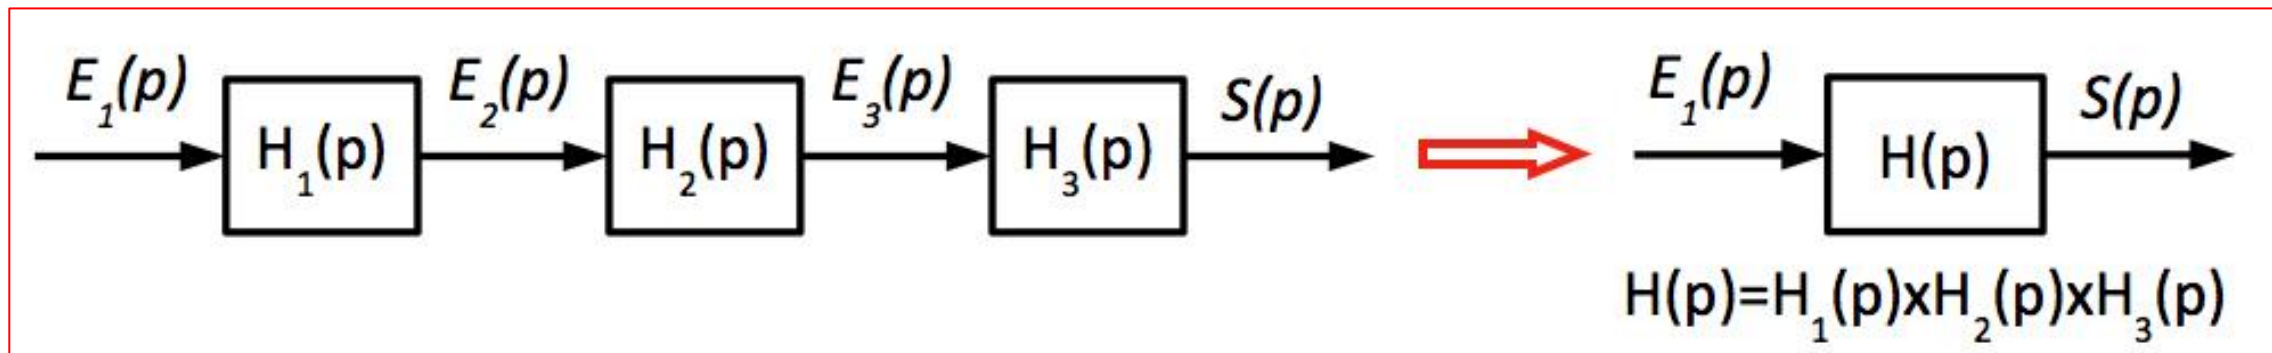 E₁(p) E₂(p) E₃(p) S(p) E₁(p) S(p)
H₁(p) H₂(p) H₃(p) H(p)
H(p)=H₁(p)xH₂(p)xH₃(p)